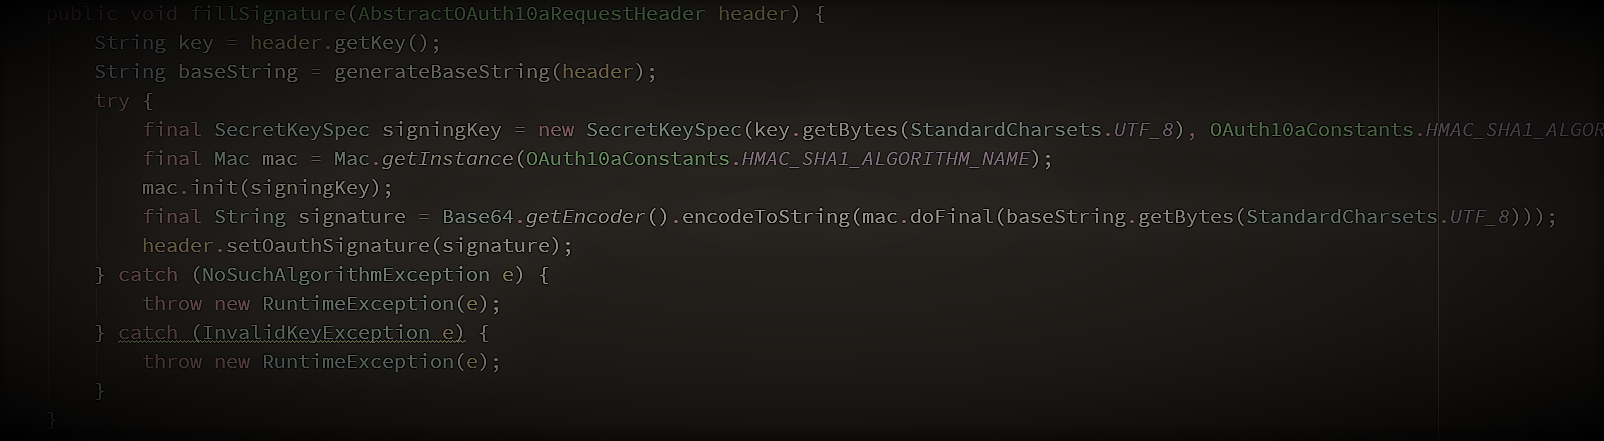 public void fillSignature(AbstractOAuth10aRequestHeader header) {
String key = header.getKey();
String baseString = generateBaseString(header);
try {
final SecretKeySpec signingKey = new SecretKeySpec(key.getBytes(StandardCharsets.UTF_8), OAuth10aConstants.HMAC_SHA1_ALGOR
final Mac mac = Mac.getInstance(OAuth10aConstants.HMAC_SHA1_ALGORITHM_NAME);
mac.init(signingKey);
final String signature = Base64.getEncoder().encodeToString(mac.doFinal(baseString.getBytes(StandardCharsets.UTF_8)));
header.setOauthSignature(signature);
} catch (NoSuchAlgorithmException e) {
throw new RuntimeException(e);
} catch (InvalidKeyException e) {
throw new RuntimeException(e);
}
}